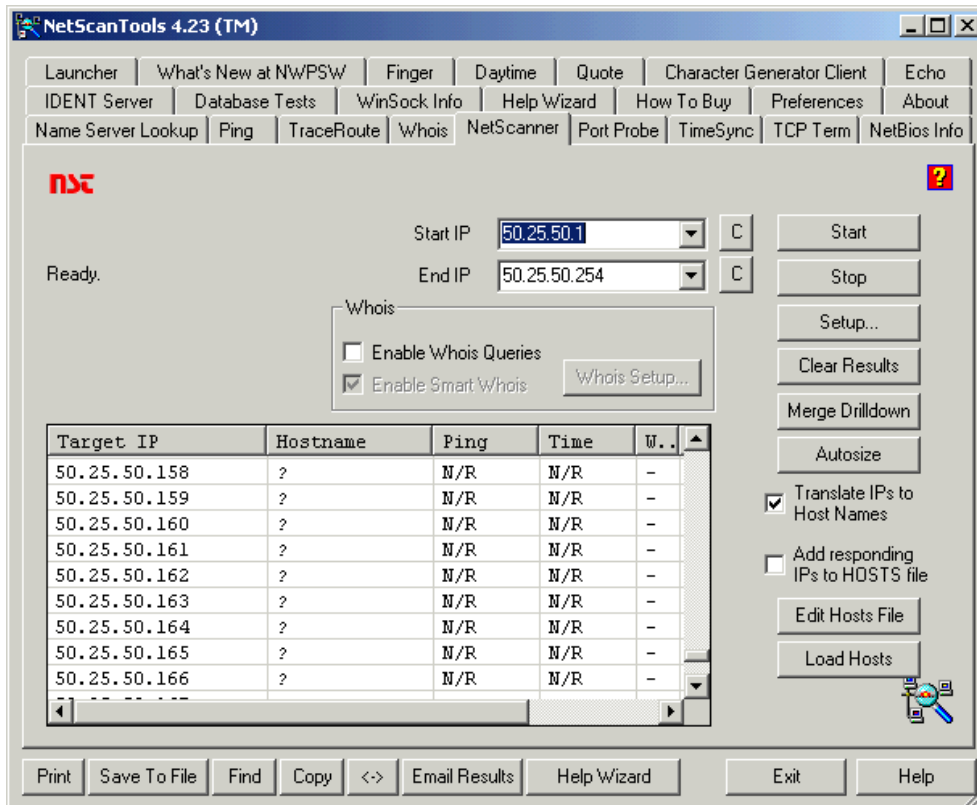 NetScanTools 4.23 (TM)
Launcher What's New at NWPSW Finger Daytime Quote Character Generator Client Echo
IDENT Server Database Tests WinSock Info Help Wizard How To Buy Preferences About
Name Server Lookup Ping TraceRoute Whois NetScanner Port Probe TimeSync TCP Term NetBios Info
nst ?
Start IP 50.25.50.1 C Start
Ready. End IP 50.25.50.254 C Stop
Whois
Setup...
Enable Whois Queries
Clear Results
Enable Smart Whois Whois Setup...
Merge Drilldown
Target IP Hostname Ping Time W..
Autosize
50.25.50.158 ? N/R N/R -
50.25.50.159 ? N/R N/R -
50.25.50.160 ? N/R N/R -
50.25.50.161 ? N/R N/R -
50.25.50.162 ? N/R N/R -
50.25.50.163 ? N/R N/R -
50.25.50.164 ? N/R N/R -
50.25.50.165 ? N/R N/R -
50.25.50.166 ? N/R N/R -
Translate IPs to
Host Names
Add responding
IPs to HOSTS file
Edit Hosts File
Load Hosts
Print Save To File Find Copy <-> Email Results Help Wizard Exit Help